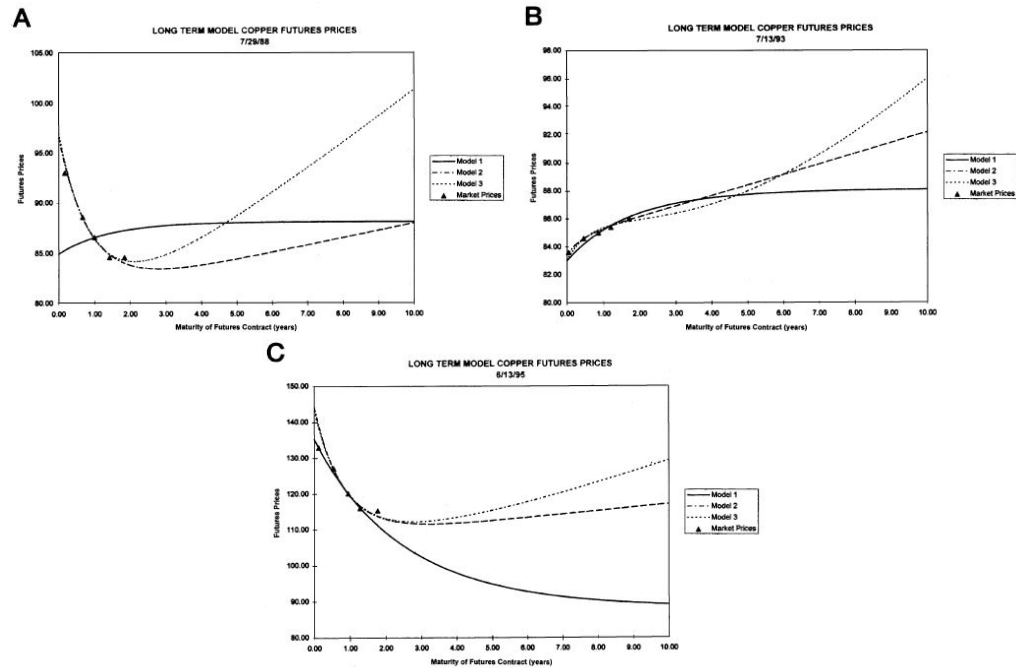 A
LONG TERM MODEL COPPER FUTURES PRICES
7/29/88
105.00
100.00
95.00
90.00
85.00
80.00
Futures Prices
0.00 1.00 2.00 3.00 4.00 5.00 6.00 7.00 8.00 9.00 10.00
Maturity of Futures Contract (years)
Model 1
Model 2
Model 3
Market Prices
B
LONG TERM MODEL COPPER FUTURES PRICES
7/13/93
98.00
96.00
94.00
92.00
90.00
88.00
86.00
84.00
82.00
80.00
Futures Prices
0.00 1.00 2.00 3.00 4.00 5.00 6.00 7.00 8.00 9.00 10.00
Maturity of Futures Contract (years)
Model 1
Model 2
Model 3
Market Prices
C
LONG TERM MODEL COPPER FUTURES PRICES
6/13/95
150.00
140.00
130.00
120.00
110.00
100.00
90.00
80.00
Futures Prices
0.00 1.00 2.00 3.00 4.00 5.00 6.00 7.00 8.00 9.00 10.00
Maturity of Futures Contract (years)
Model 1
Model 2
Model 3
Market Prices